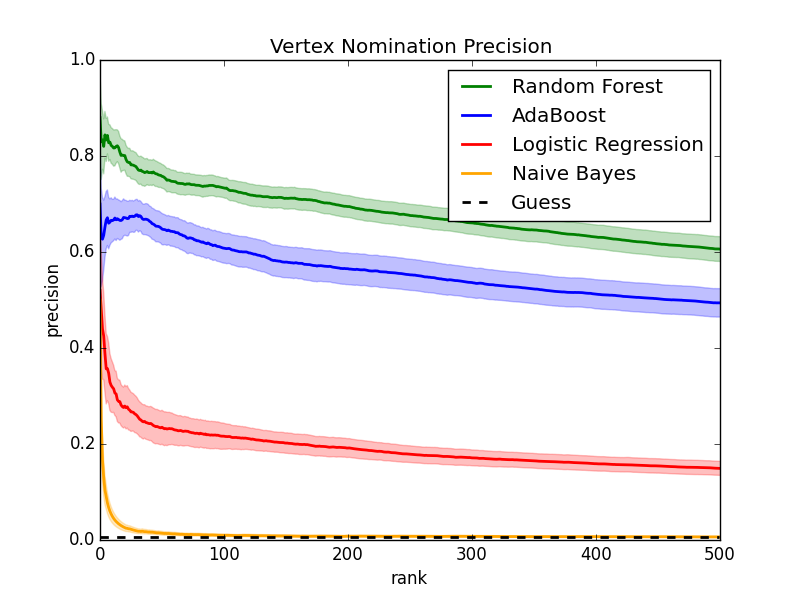 Vertex Nomination Precision
1.0
0.8
0.6
0.4
0.2
0.0
precision
Random Forest
AdaBoost
Logistic Regression
Naive Bayes
Guess
0 100 200 300 400 500
rank